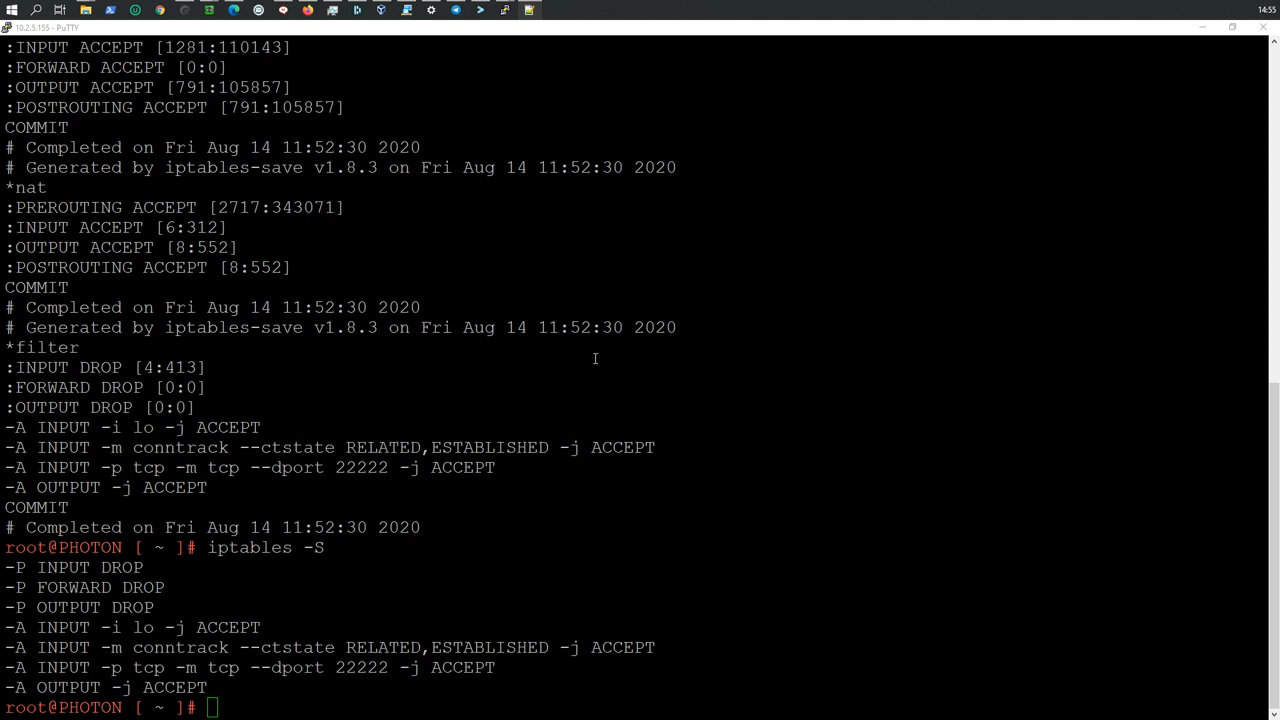 14:55
10.2.5.155 - PuTTY
:INPUT ACCEPT [1281:110143]
:FORWARD ACCEPT [0:0]
:OUTPUT ACCEPT [791:105857]
:POSTROUTING ACCEPT [791:105857]
COMMIT
# Completed on Fri Aug 14 11:52:30 2020
# Generated by iptables-save v1.8.3 on Fri Aug 14 11:52:30 2020
*nat
:PREROUTING ACCEPT [2717:343071]
:INPUT ACCEPT [6:312]
:OUTPUT ACCEPT [8:552]
:POSTROUTING ACCEPT [8:552]
COMMIT
# Completed on Fri Aug 14 11:52:30 2020
# Generated by iptables-save v1.8.3 on Fri Aug 14 11:52:30 2020
*filter
:INPUT DROP [4:413]
:FORWARD DROP [0:0]
:OUTPUT DROP [0:0]
-A INPUT -i lo -j ACCEPT
-A INPUT -m conntrack --ctstate RELATED,ESTABLISHED -j ACCEPT
-A INPUT -p tcp -m tcp --dport 22222 -j ACCEPT
-A OUTPUT -j ACCEPT
COMMIT
# Completed on Fri Aug 14 11:52:30 2020
root@PHOTON [ ~ ]# iptables -S
-P INPUT DROP
-P FORWARD DROP
-P OUTPUT DROP
-A INPUT -i lo -j ACCEPT
-A INPUT -m conntrack --ctstate RELATED,ESTABLISHED -j ACCEPT
-A INPUT -p tcp -m tcp --dport 22222 -j ACCEPT
-A OUTPUT -j ACCEPT
root@PHOTON [ ~ ]#